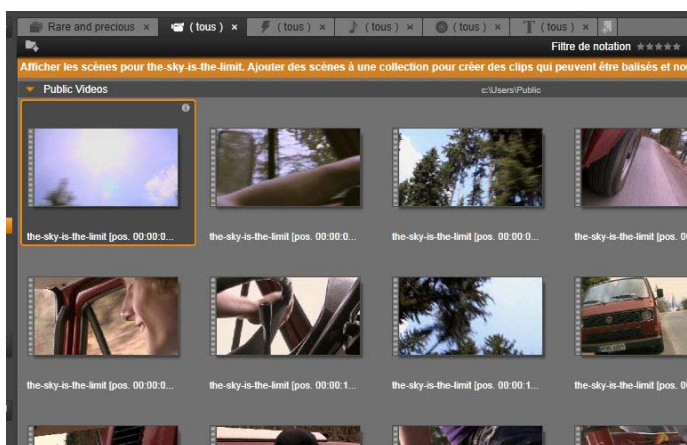 Rare and precious × ( tous ) × ( tous ) × ( tous ) × ( tous ) × T ( tous ) ×
Filtre de notation
Afficher les scènes pour the-sky-is-the-limit. Ajouter des scènes à une collection pour créer des clips qui peuvent être balisés et no
Public Videos c:\Users\Public
the-sky-is-the-limit [pos. 00:00:0... the-sky-is-the-limit [pos. 00:00:0... the-sky-is-the-limit [pos. 00:00:0... the-sky-is-the-limit [pos. 0
the-sky-is-the-limit [pos. 00:00:0... the-sky-is-the-limit [pos. 00:00:1... the-sky-is-the-limit [pos. 00:00:1... the-sky-is-the-limit [pos. 0